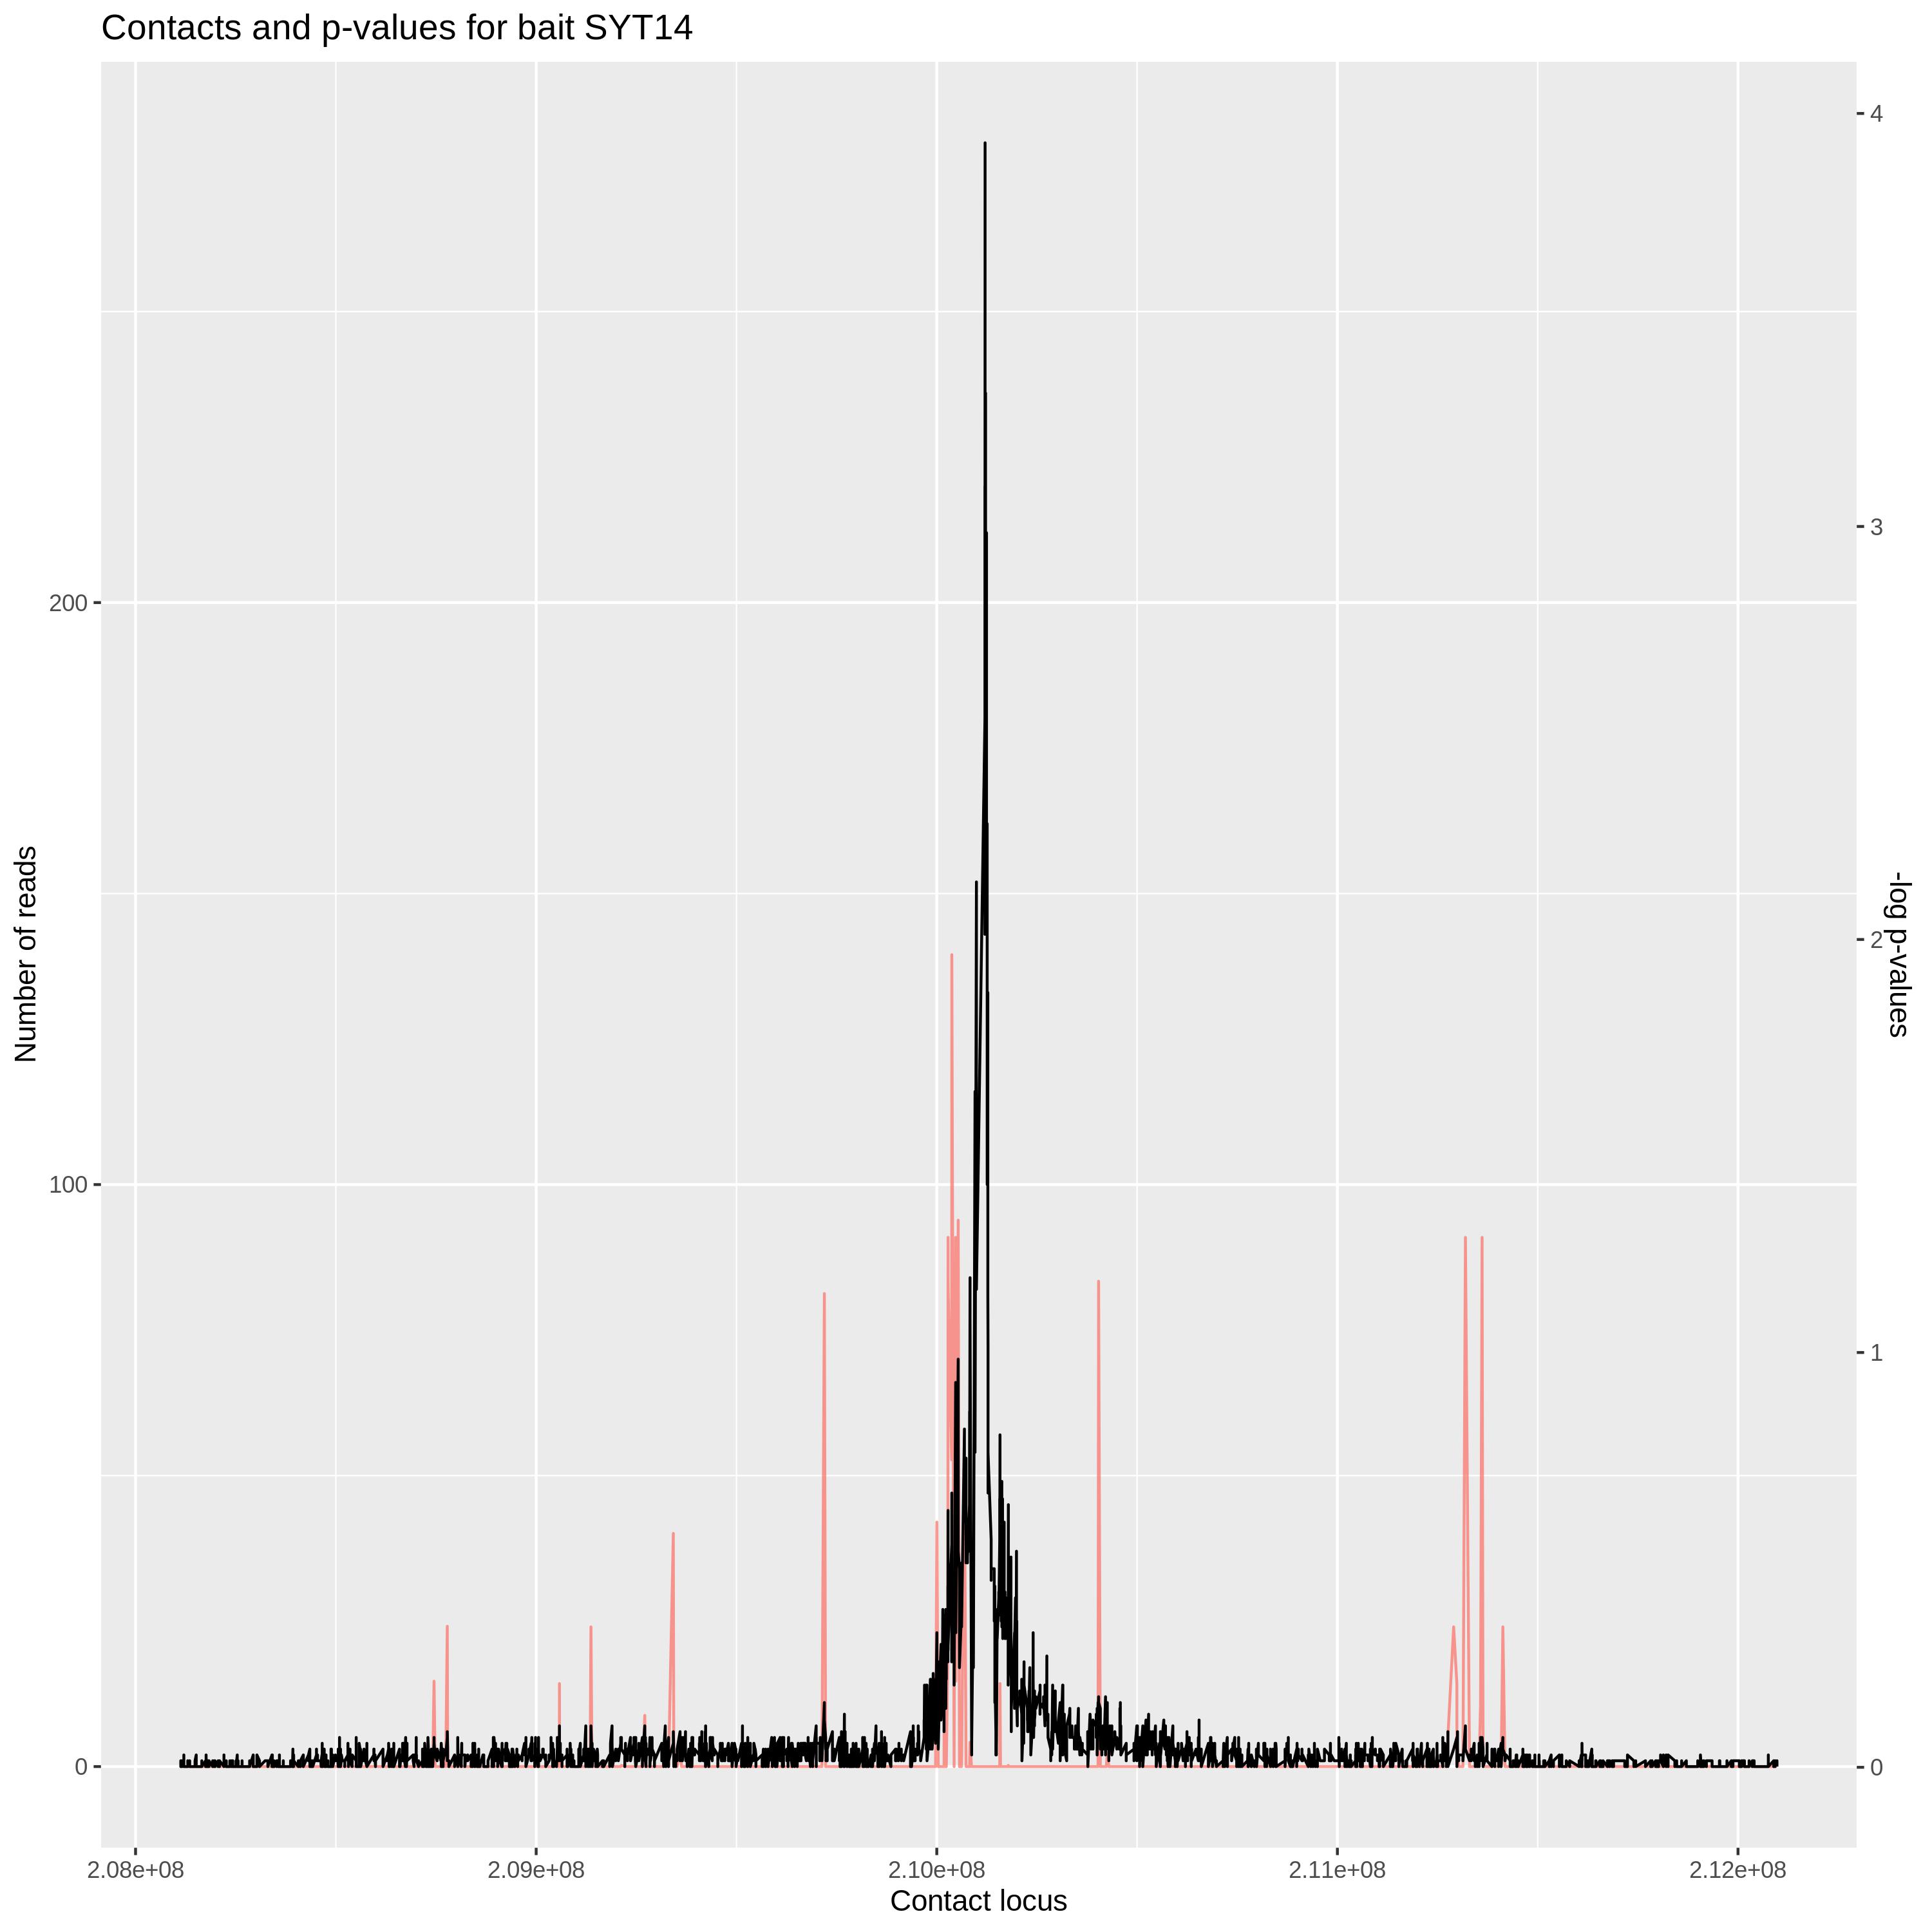 Contacts and p-values for bait SYT14
Number of reads
200
100
0
4
3
2
1
0
-log p-values
2.08e+08
2.09e+08
2.10e+08
2.11e+08
2.12e+08
Contact locus